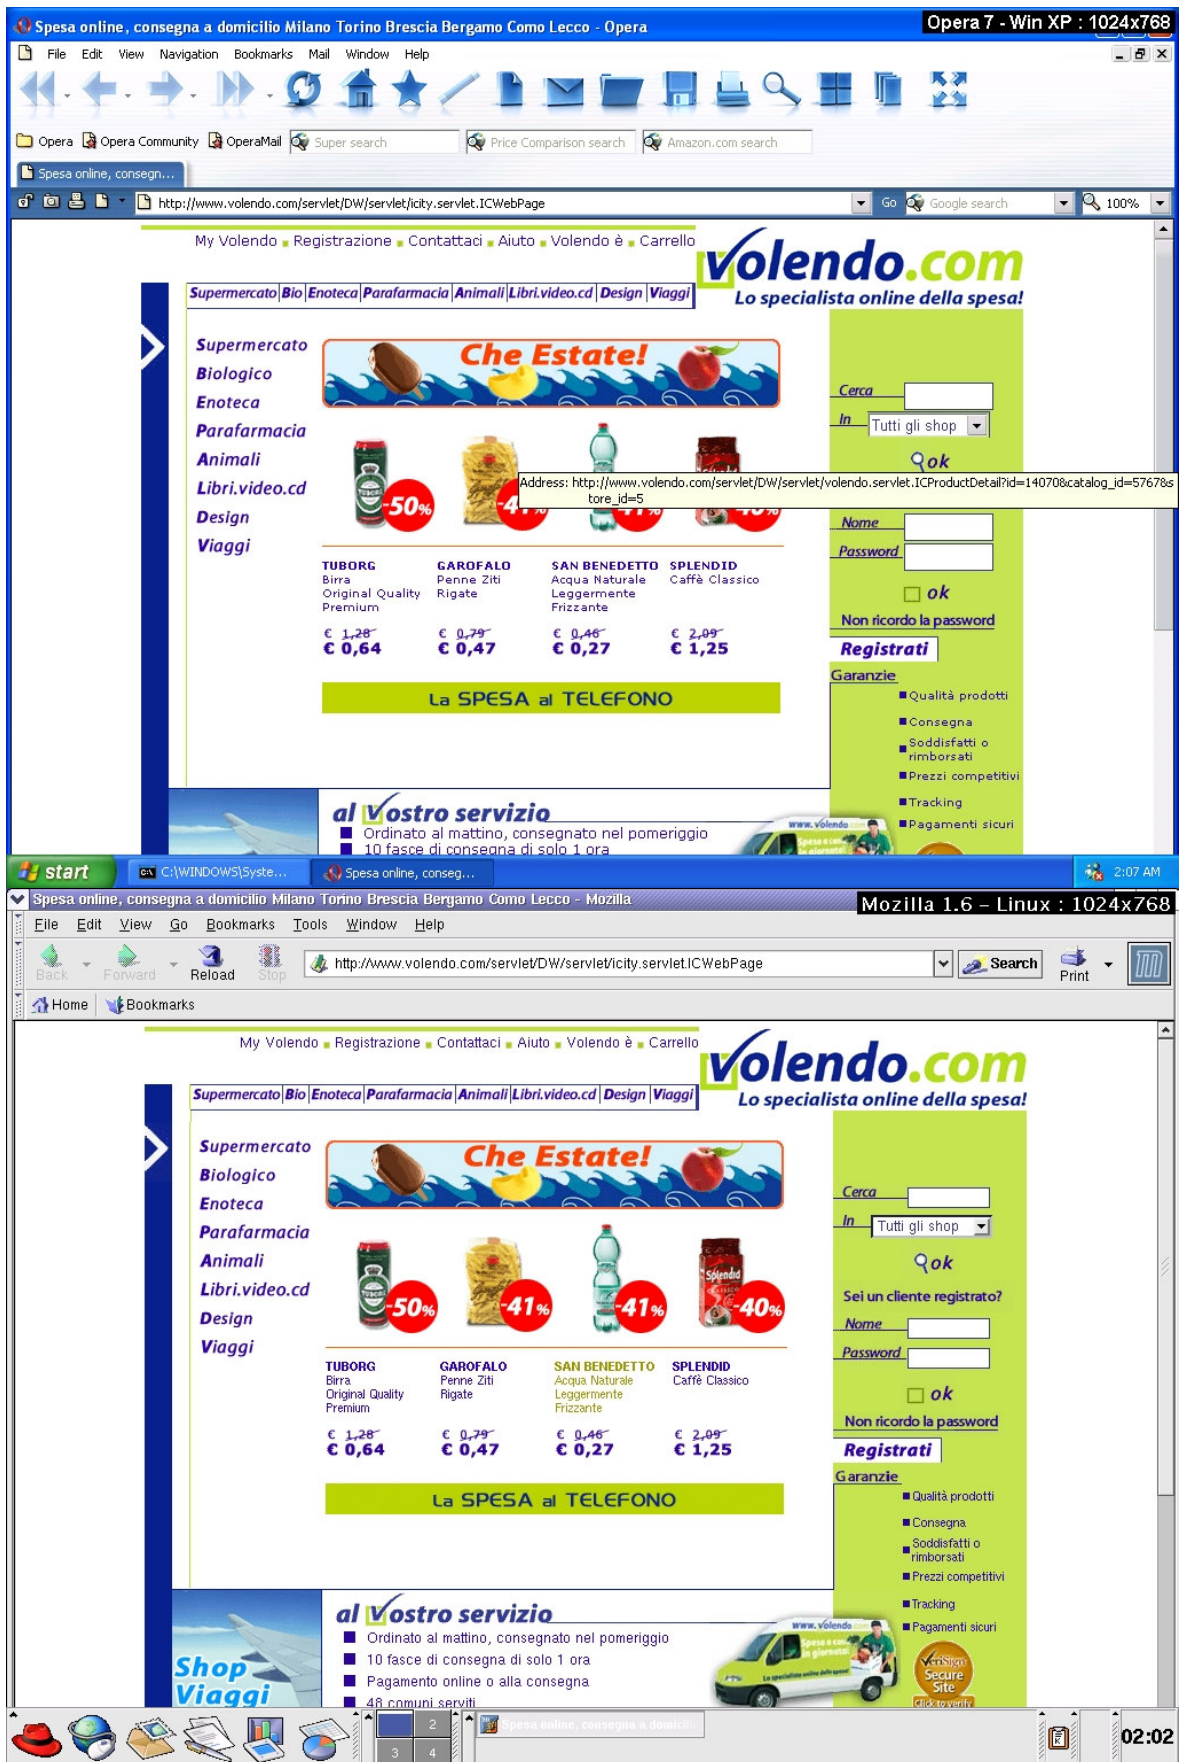 Spesa online, consegna a domicilio Milano Torino Brescia Bergamo Como Lecco - Opera
Opera 7 - Win XP : 1024x768
File Edit View Navigation Bookmarks Mail Window Help
Opera Opera Community OperaMail Super search Price Comparison search Amazon.com search
Spesa online, consegn...
http://www.volendo.com/servlet/DW/servlet/icity.servlet.ICWebPage Go Google search 100%
My Volendo Registrazione Contattaci Aiuto Volendo è Carrello
volendo.com
Lo specialista online della spesa!
Supermercato Bio Enoteca Parafarmacia Animali Libri.video.cd Design Viaggi
Supermercato
Biologico
Enoteca
Parafarmacia
Animali
Libri.video.cd
Design
Viaggi
Che Estate!
Cerca
In Tutti gli shop
ok
Address: http://www.volendo.com/servlet/DW/servlet/volendo.servlet.ICProductDetail?id=14070&catalog_id=5767&s
tore_id=5
TUBORG
-50%
Nome
Password
ok
Non ricordo la password
Registrati
TUBORG
Birra
Original Quality
Premium
€ 1,28
€ 0,64
GAROFALO
Penne Ziti
Rigate
€ 0,79
€ 0,47
SAN BENEDETTO
Acqua Naturale
Leggermente
Frizzante
€ 0,46
€ 0,27
SPLENDID
Caffè Classico
€ 2,09
€ 1,25
La SPESA al TELEFONO
Garanzie
Qualità prodotti
Consegna
Soddisfatti o
rimborsati
Prezzi competitivi
Tracking
Pagamenti sicuri
al Vostro servizio
Ordinato al mattino, consegnato nel pomeriggio
10 fasce di consegna di solo 1 ora
www.volendo
start C:\WINDOWS\Syste... Spesa online, conseg... 2:07 AM
Spesa online, consegna a domicilio Milano Torino Brescia Bergamo Como Lecco - Mozilla
Mozilla 1.6 – Linux : 1024x768
File Edit View Go Bookmarks Tools Window Help
Back Forward Reload Stop http://www.volendo.com/servlet/DW/servlet/icity.servlet.ICWebPage Search Print
Home Bookmarks
My Volendo Registrazione Contattaci Aiuto Volendo è Carrello
volendo.com
Lo specialista online della spesa!
Supermercato Bio Enoteca Parafarmacia Animali Libri.video.cd Design Viaggi
Supermercato
Biologico
Enoteca
Parafarmacia
Animali
Libri.video.cd
Design
Viaggi
Che Estate!
Cerca
In Tutti gli shop
ok
Splendid
-50% -41% -41% -40%
Sei un cliente registrato?
Nome
Password
ok
Non ricordo la password
Registrati
TUBORG
Birra
Original Quality
Premium
€ 1,28
€ 0,64
GAROFALO
Penne Ziti
Rigate
€ 0,79
€ 0,47
SAN BENEDETTO
Acqua Naturale
Leggermente
Frizzante
€ 0,46
€ 0,27
SPLENDID
Caffè Classico
€ 2,09
€ 1,25
La SPESA al TELEFONO
Garanzie
Qualità prodotti
Consegna
Soddisfatti o
rimborsati
Prezzi competitivi
Tracking
Pagamenti sicuri
Shop
Viaggi
al Vostro servizio
Ordinato al mattino, consegnato nel pomeriggio
10 fasce di consegna di solo 1 ora
Pagamento online o alla consegna
48 comuni serviti
www.volendo
VeriSign
Secure
Site
Click to verify
2
3 4
Spesa online, consegna a domicili
02:02